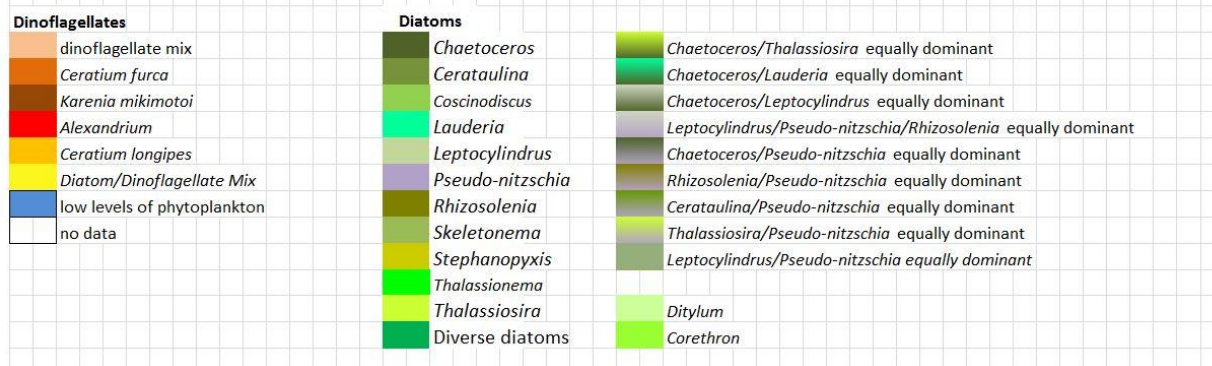 Dinoflagellates
dinoflagellate mix
Ceratium furca
Karenia mikimotoi
Alexandrium
Ceratium longipes
Diatom/Dinoflagellate Mix
low levels of phytoplankton
no data
Diatoms
Chaetoceros
Cerataulina
Coscinodiscus
Lauderia
Leptocylindrus
Pseudo-nitzschia
Rhizosolenia
Skeletonema
Stephanopyxis
Thalassionema
Thalassiosira
Diverse diatoms
Chaetoceros/Thalassiosira equally dominant
Chaetoceros/Lauderia equally dominant
Chaetoceros/Leptocylindrus equally dominant
Leptocylindrus/Pseudo-nitzschia/Rhizosolenia equally dominant
Chaetoceros/Pseudo-nitzschia equally dominant
Rhizosolenia/Pseudo-nitzschia equally dominant
Cerataulina/Pseudo-nitzschia equally dominant
Thalassiosira/Pseudo-nitzschia equally dominant
Leptocylindrus/Pseudo-nitzschia equally dominant
Ditylum
Corethron